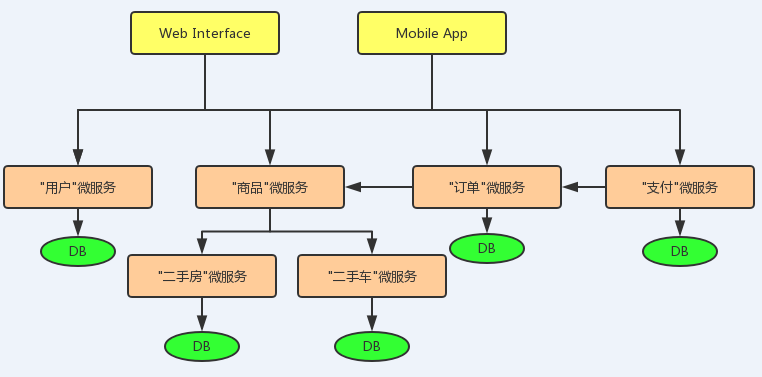 Web Interface
Mobile App
"用户"微服务
"商品"微服务
"订单"微服务
"支付"微服务
DB
DB
DB
"二手房"微服务
"二手车"微服务
DB
DB